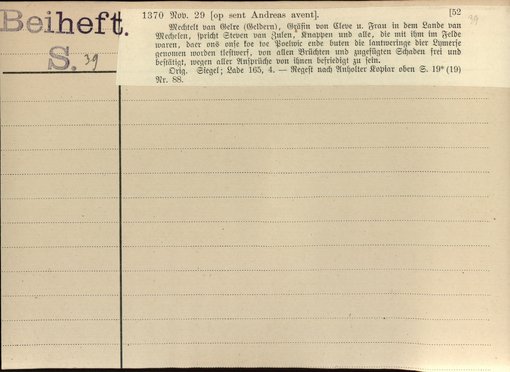 Beiheft.
S. 39
1370 Nov. 29 [op sent Andreas avent]. [52
39
Mechtelt van Gelre (Geldern), Gräfin von Cleve u. Frau in dem Lande van
Mechelen, spricht Steven van Zulen, Knappen und alle, die mit ihm im Felde
waren, daer ons onse koe toe Poelwic ende buten die lantweringe dier Lymerse
genomen worden tlestwerf, von allen Brüchten und zugefügten Schaden frei und
bestätigt, wegen aller Ansprüche von ihnen befriedigt zu sein.
Orig. Siegel; Lade 165, 4. — Regest nach Anholter Kopiar oben S. 19* (19)
Nr. 88.